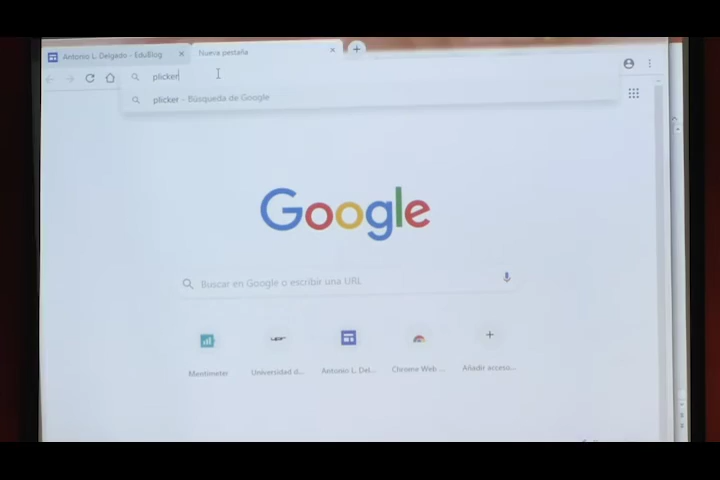 Antonio L. Delgado - EduBlog
Nueva pestaña
plicker
plicker - Búsqueda de Google
Google
Buscar en Google o escribir una URL
Mentimeter
Universidad d...
Antonio L. Del...
Chrome Web ...
Añadir acceso...